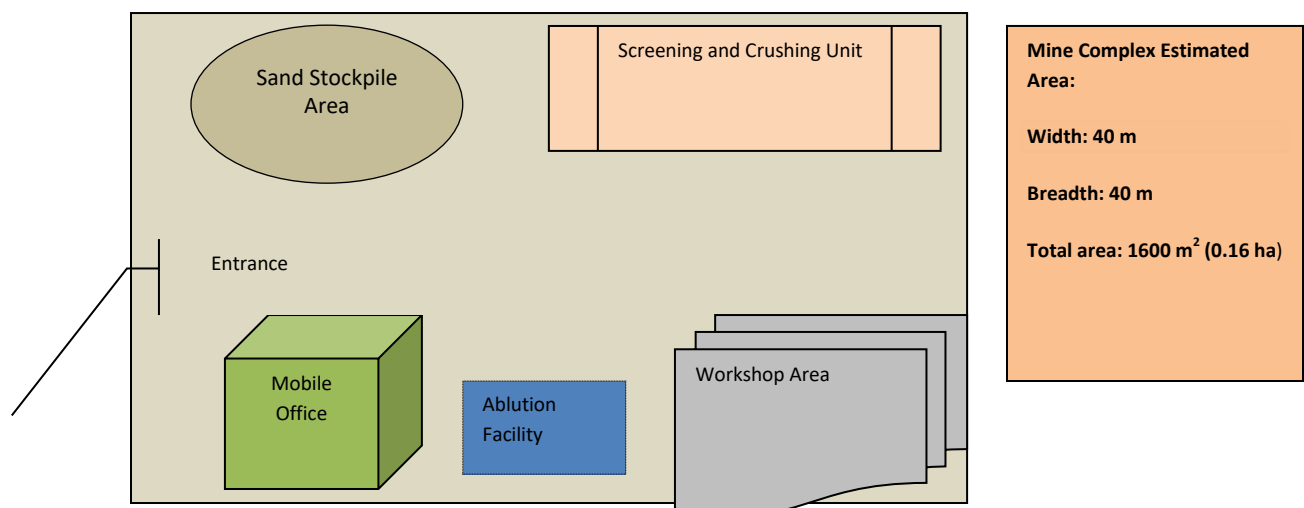 Sand Stockpile
Area
Screening and Crushing Unit
Entrance
Mobile
Office
Ablution
Facility
Workshop Area
Mine Complex Estimated
Area:
Width: 40 m
Breadth: 40 m
Total area: 1600 m² (0.16 ha)